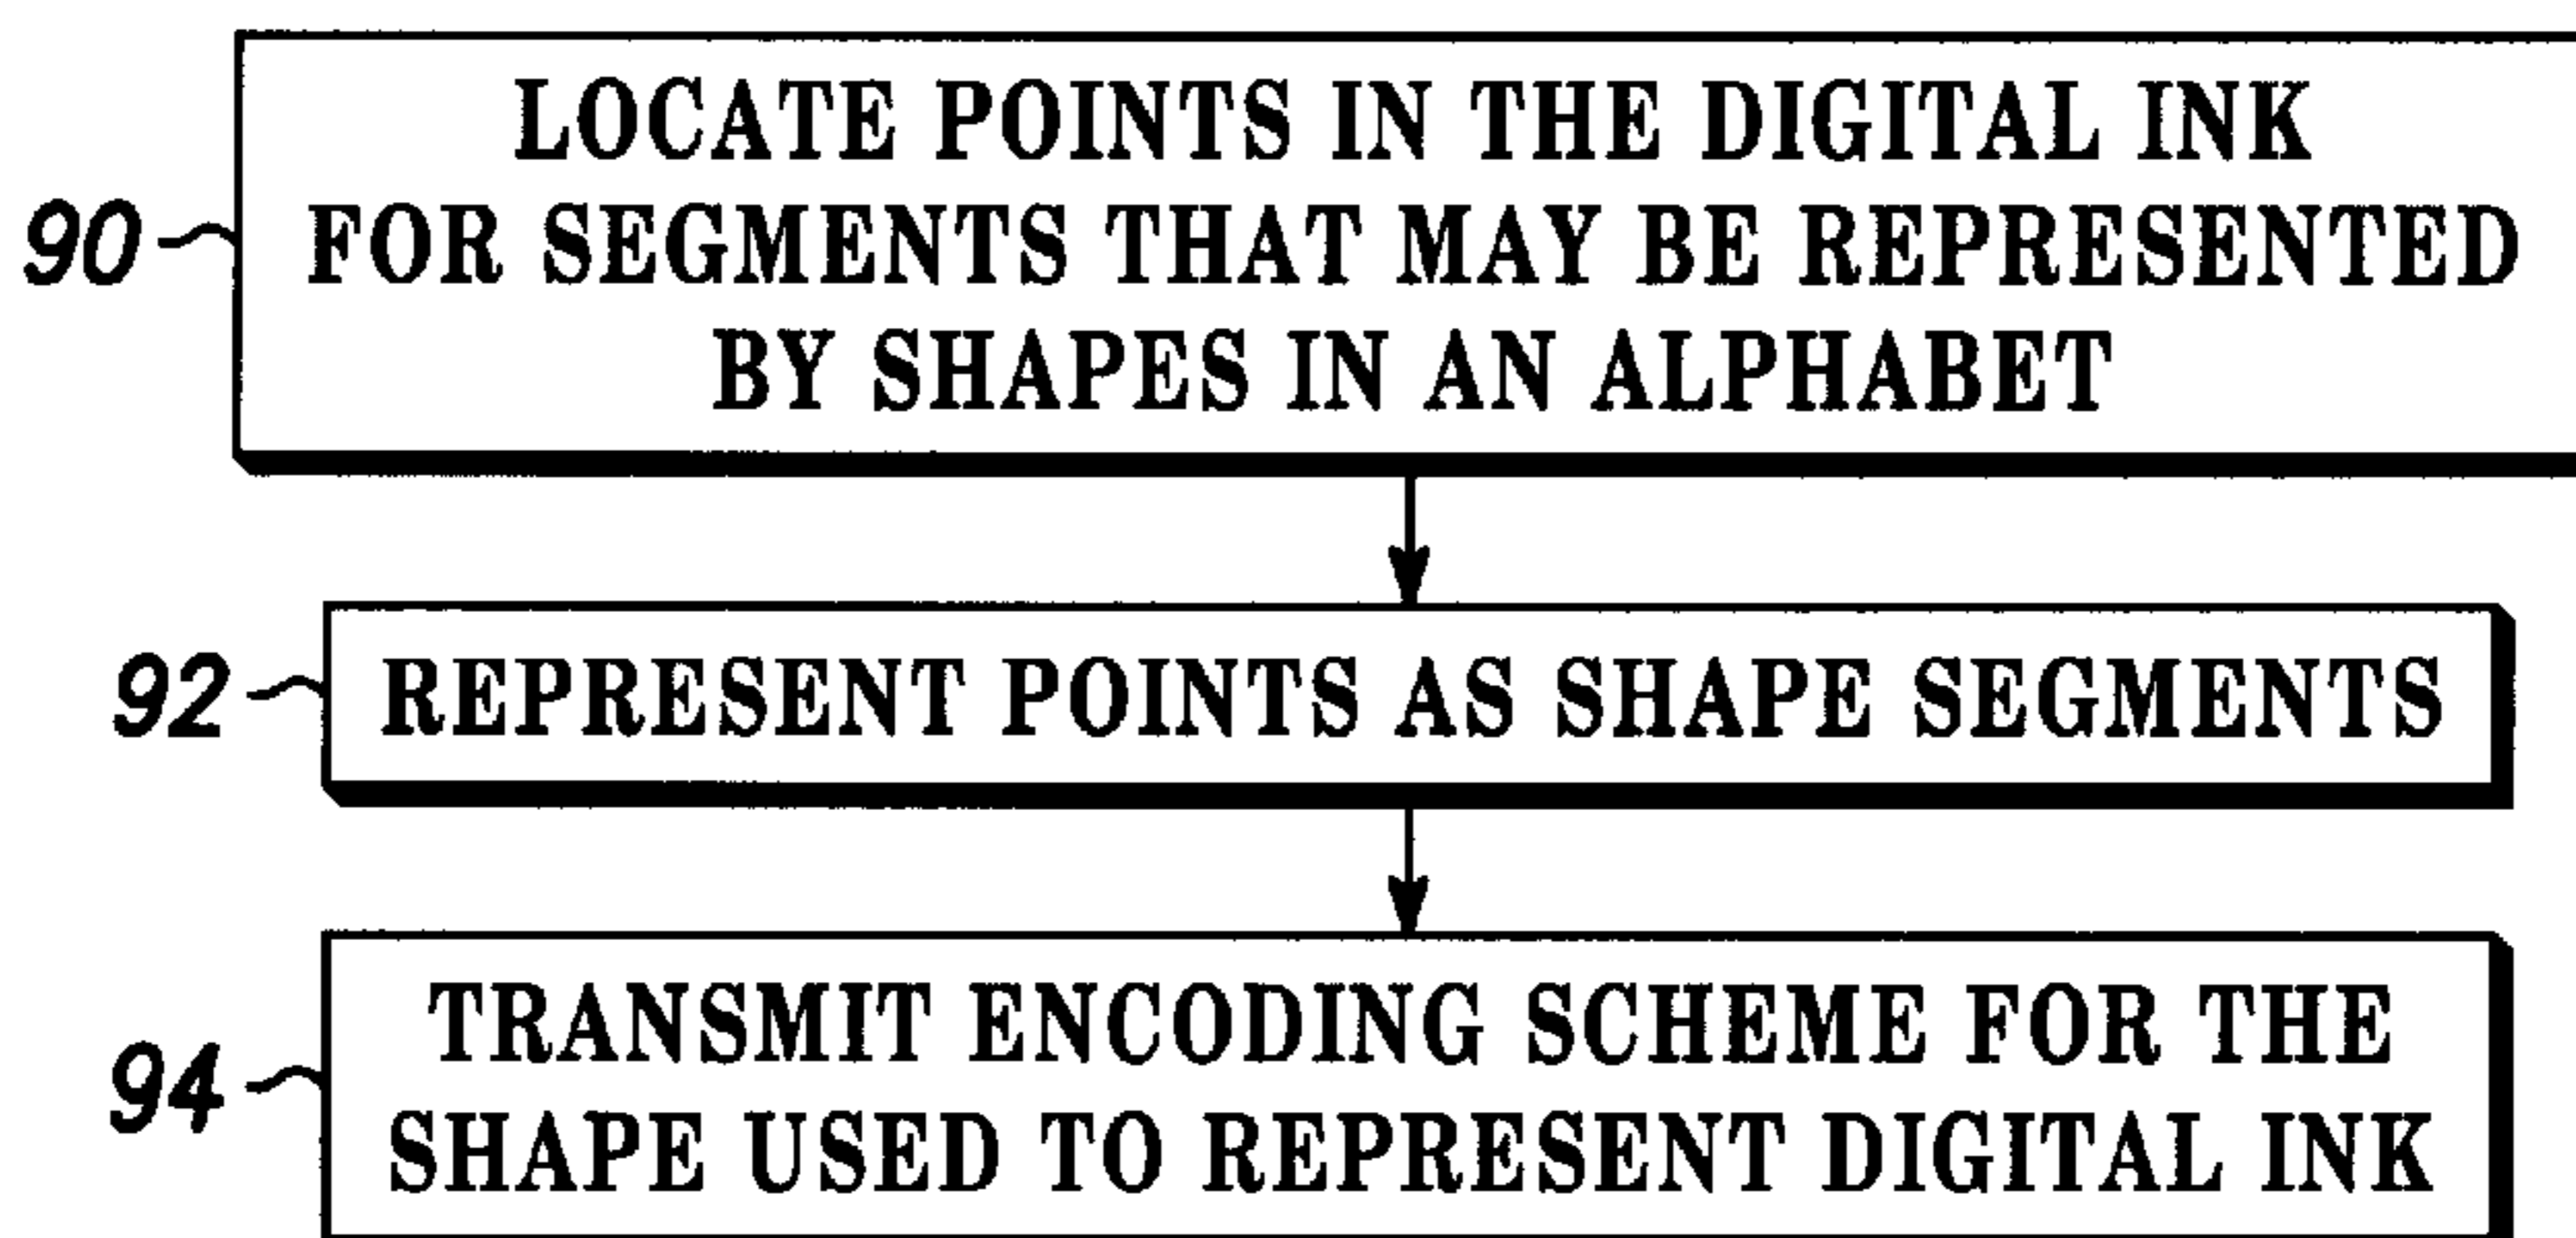 LOCATE POINTS IN THE DIGITAL INK
90 FOR SEGMENTS THAT MAY BE REPRESENTED
BY SHAPES IN AN ALPHABET
92 REPRESENT POINTS AS SHAPE SEGMENTS
TRANSMIT ENCODING SCHEME FOR THE
94 SHAPE USED TO REPRESENT DIGITAL INK